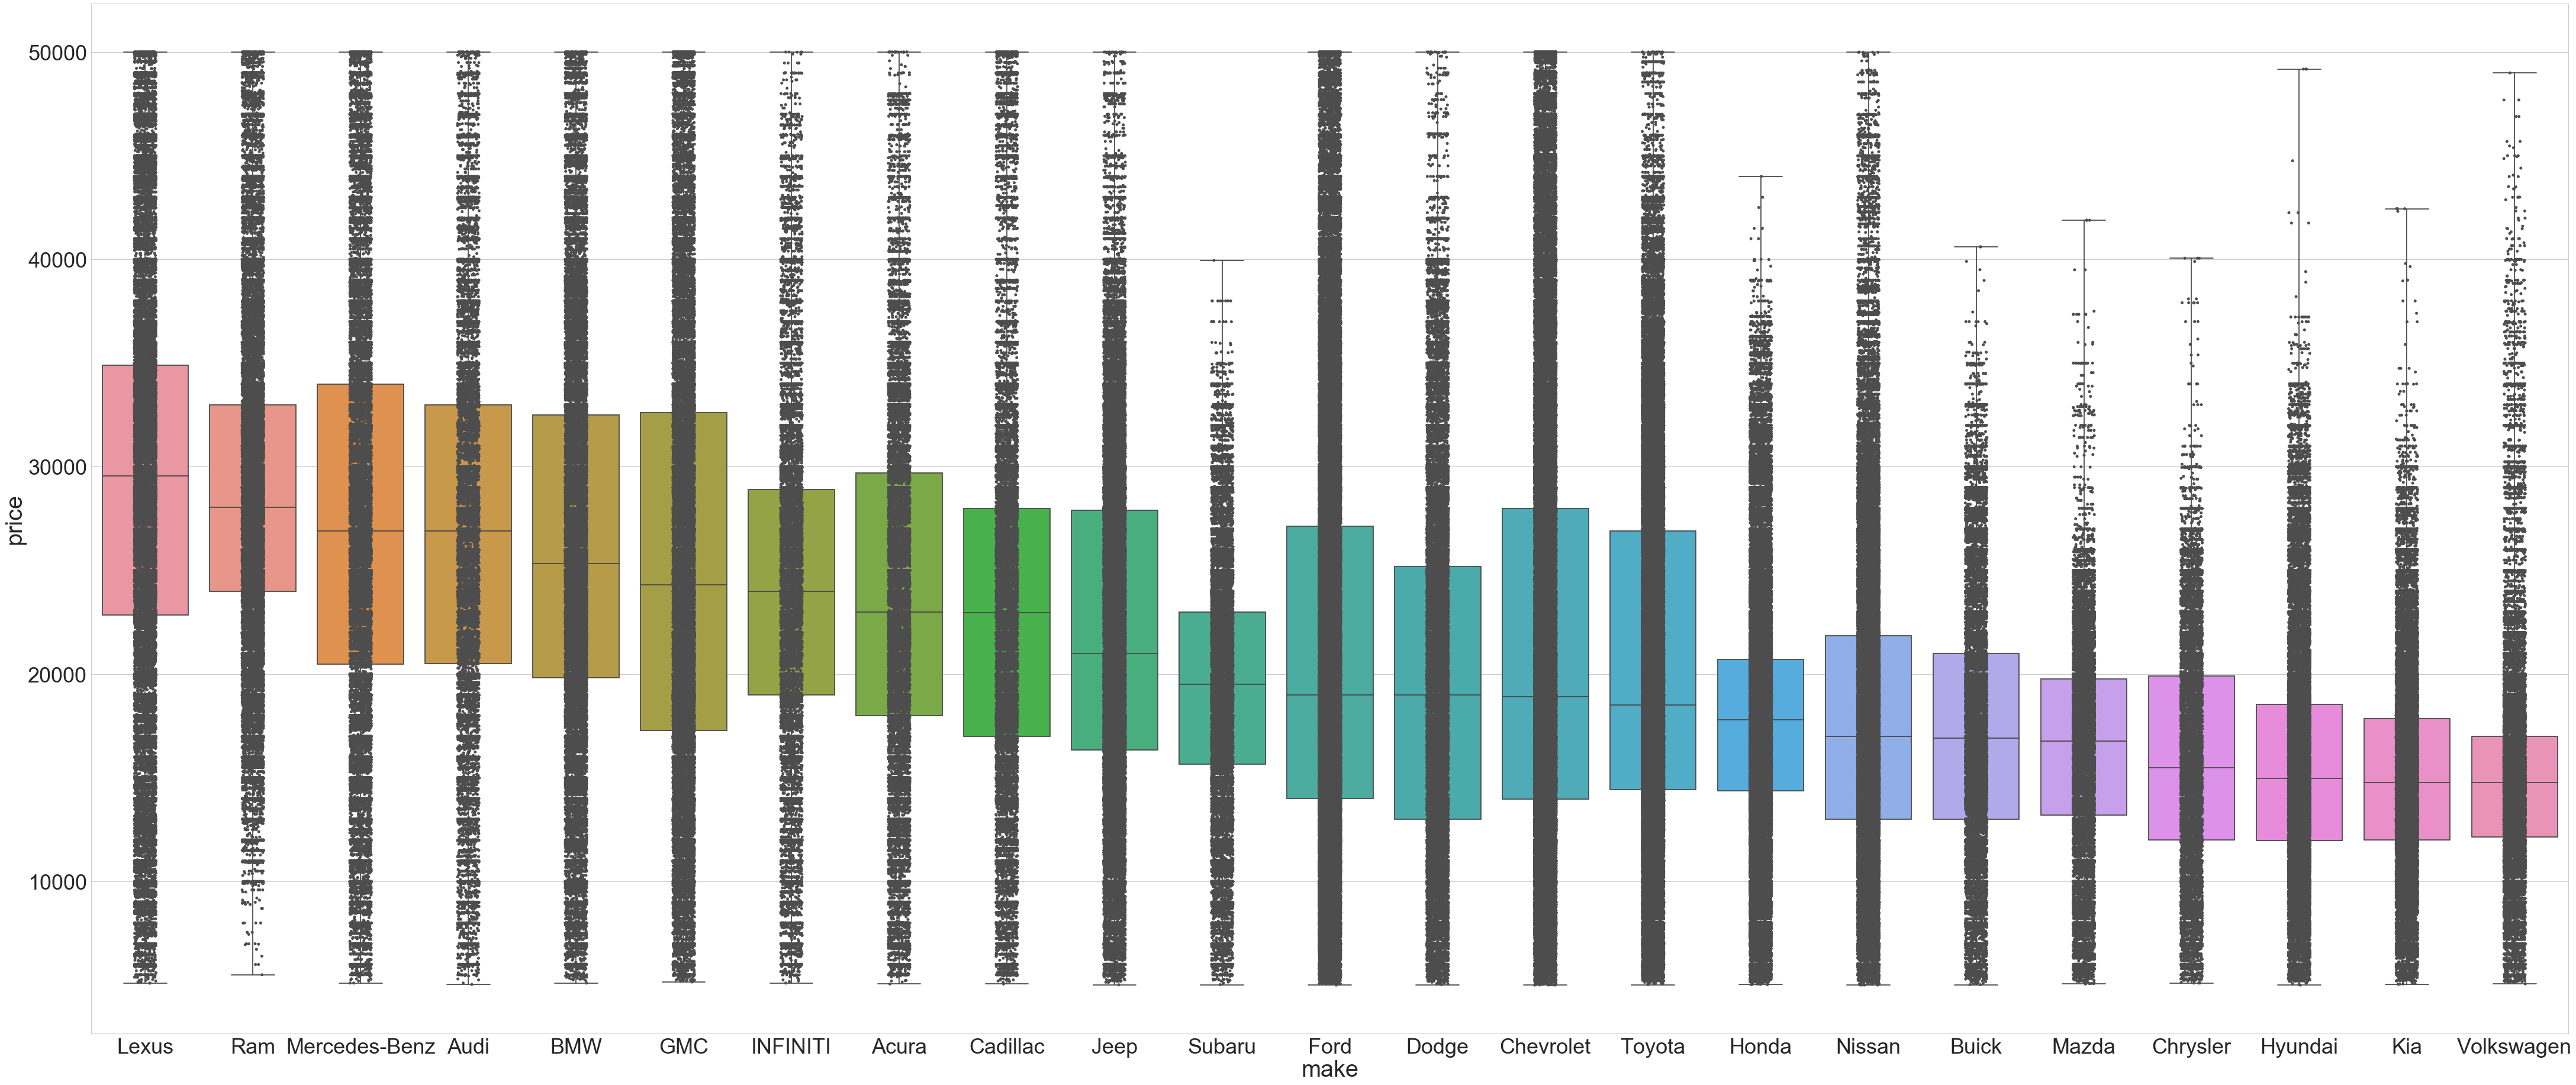 50000
40000
30000
20000
10000
price
Lexus Ram Mercedes-Benz Audi BMW GMC INFINITI Acura Cadillac Jeep Subaru Ford Dodge Chevrolet Toyota Honda Nissan Buick Mazda Chrysler Hyundai Kia Volkswagen
make